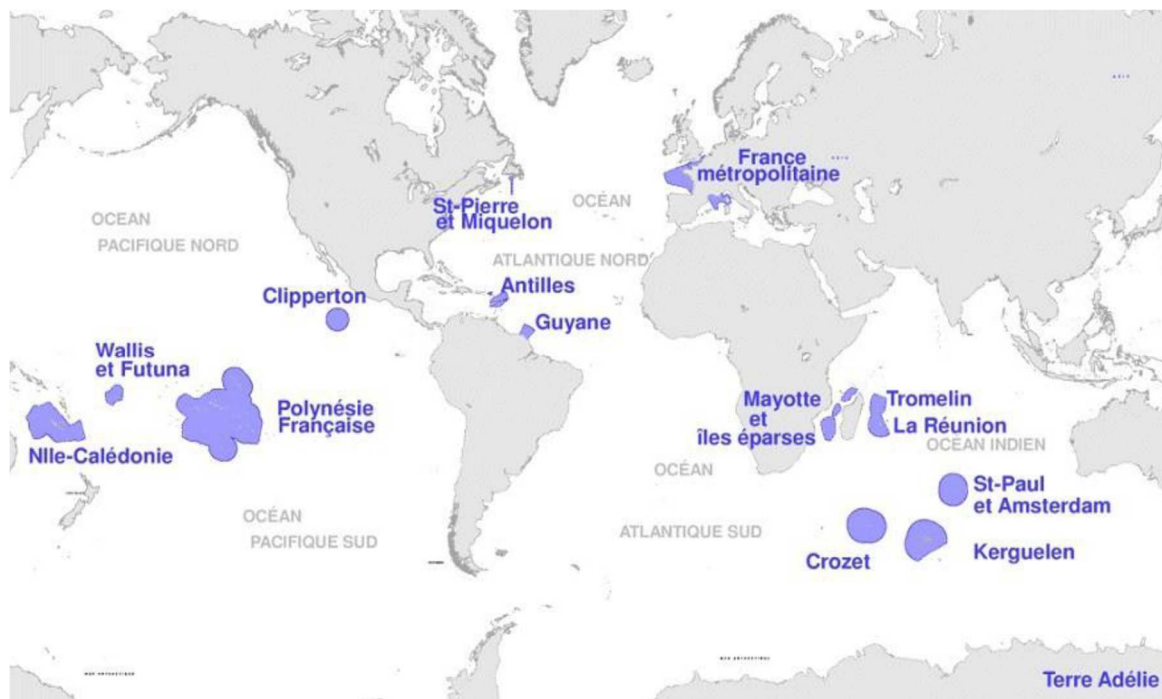 France
métropolitaine
St-Pierre
et Miquelon
OCÉAN
OCEAN
PACIFIQUE NORD
ATLANTIQUE NORD
Clipperton
Antilles
Guyane
Wallis
et Futuna
Polynésie
Française
Nlle-Calédonie
Mayotte
et
îles éparses
Tromelin
La Réunion
OCÉAN INDIEN
OCÉAN
ATLANTIQUE SUD
St-Paul
et Amsterdam
OCÉAN
PACIFIQUE SUD
Crozet
Kerguelen
Terre Adélie